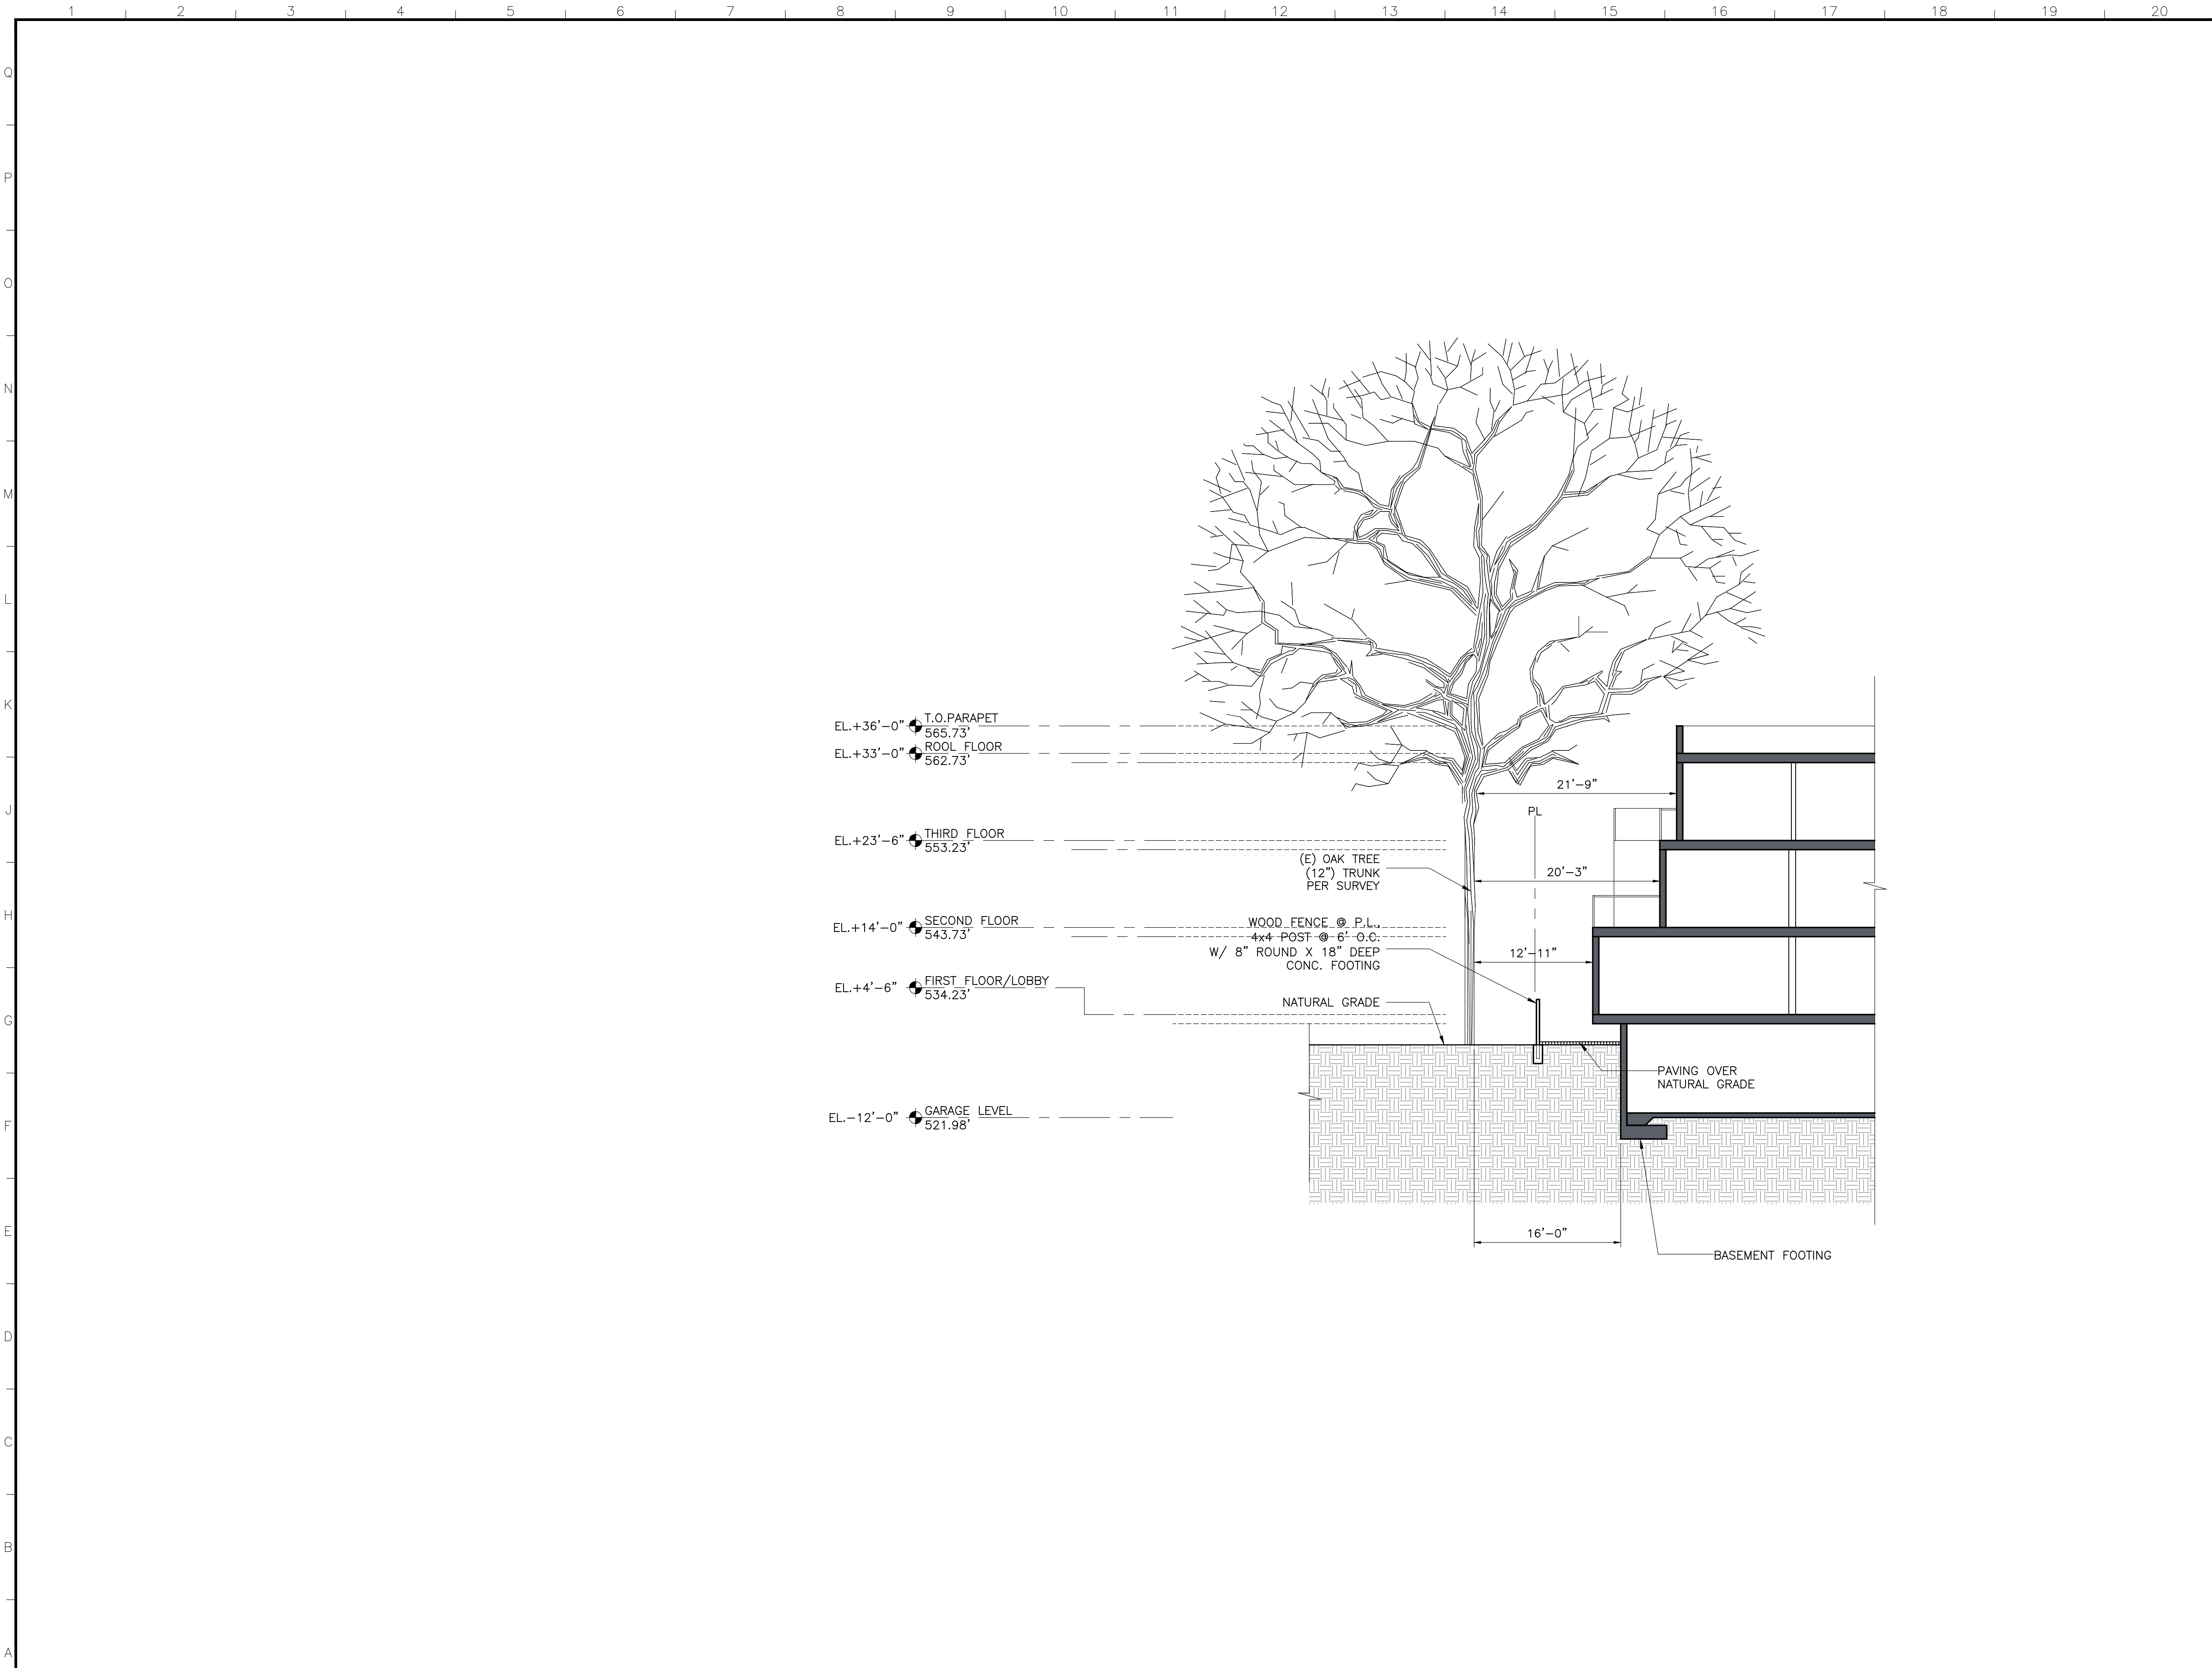 1 2 3 4 5 6 7 8 9 10 11 12 13 14 15 16 17 18 19 20
Q
P
O
N
M
L
K
J
H
G
F
E
D
C
B
A
EL.+36'-0" T.O.PARAPET
565.73'
EL.+33'-0" ROOL FLOOR
562.73'
EL.+23'-6" THIRD FLOOR
553.23'
EL.+14'-0" SECOND FLOOR
543.73'
EL.+4'-6" FIRST FLOOR/LOBBY
534.23'
EL.-12'-0" GARAGE LEVEL
521.98'
21'-9"
PL
(E) OAK TREE
(12") TRUNK
PER SURVEY
20'-3"
WOOD FENCE @ P.L.,
4x4 POST @ 6' O.C.
W/ 8" ROUND X 18" DEEP
CONC. FOOTING
12'-11"
NATURAL GRADE
PAVING OVER
NATURAL GRADE
16'-0"
BASEMENT FOOTING